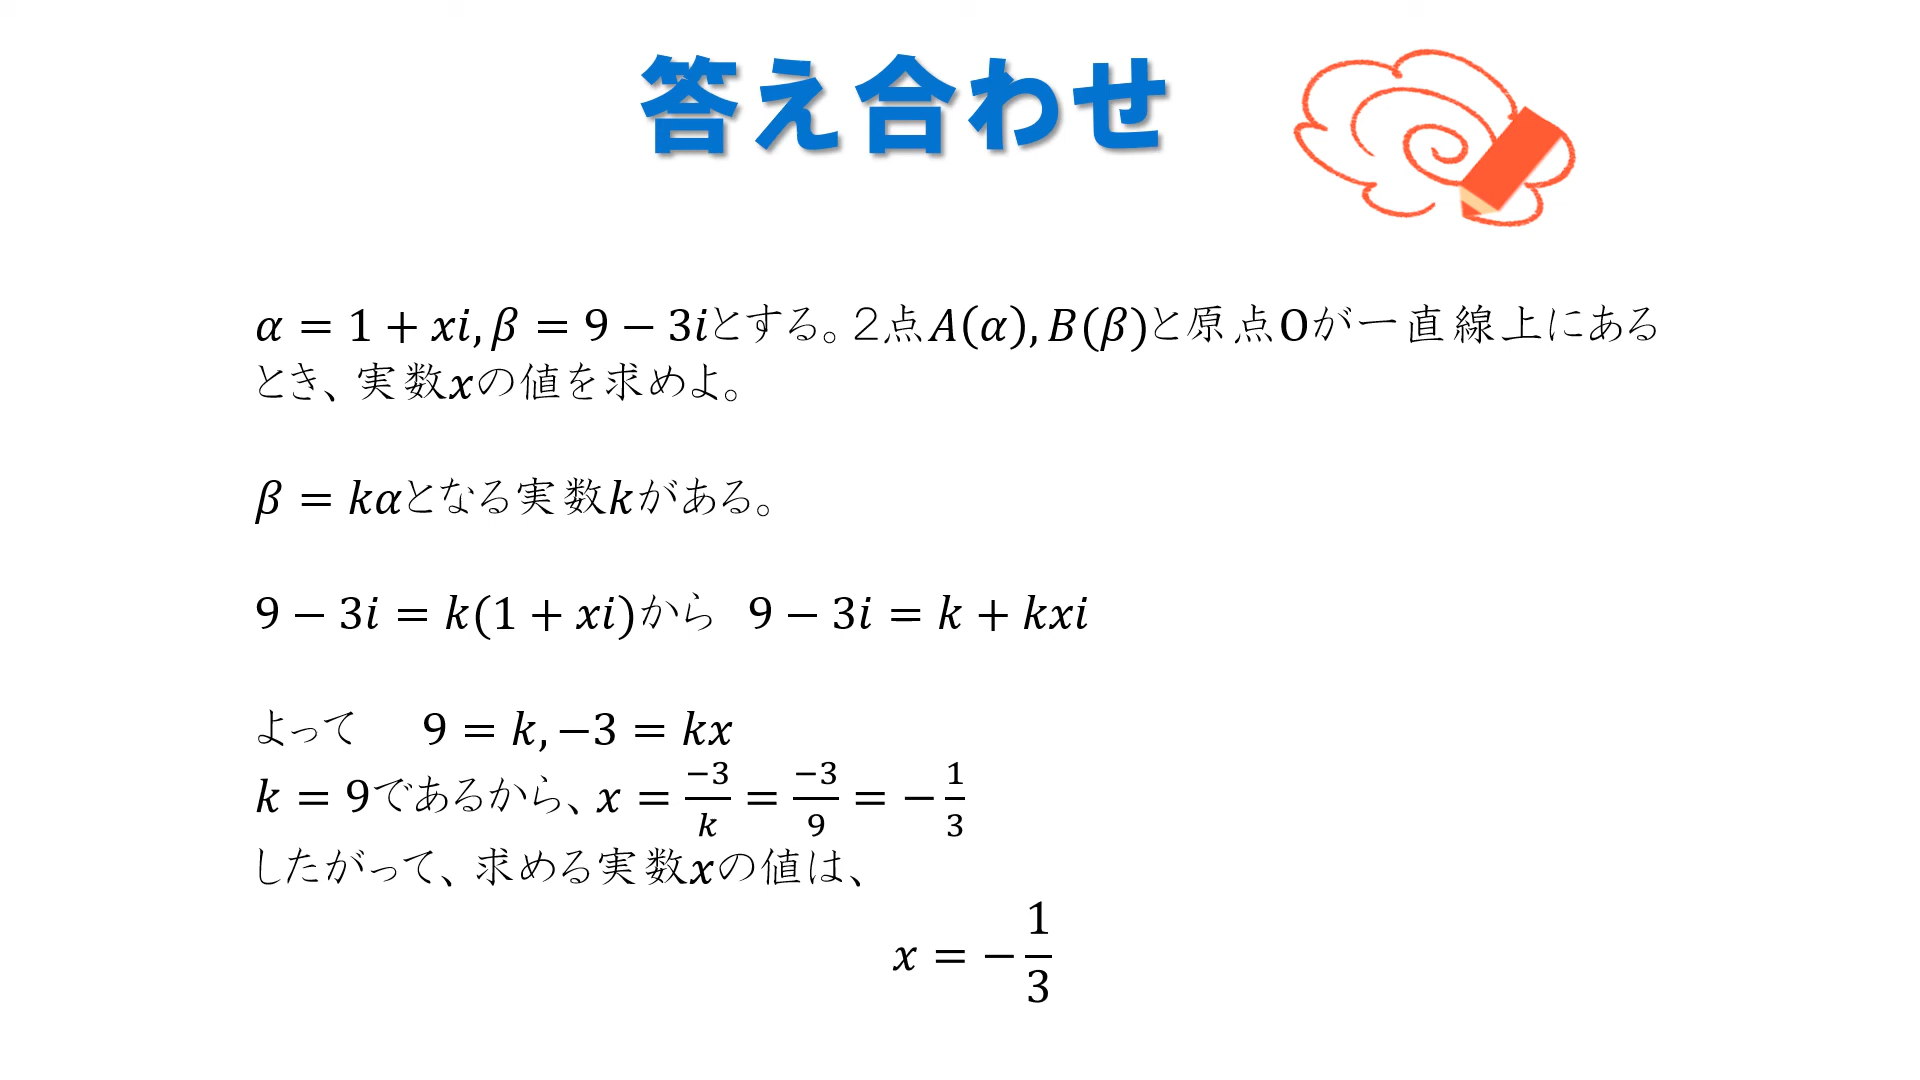 答え合わせ
α = 1 + xi, β = 9 − 3iとする。2点A(α), B(β)と原点Oが一直線上にある
とき、実数xの値を求めよ。
β = kαとなる実数kがある。
9 − 3i = k(1 + xi)から 9 − 3i = k + kxi
よって 9 = k, −3 = kx
k = 9であるから、x = −3/k = −3/9 = −1/3
したがって、求める実数xの値は、
x = −1/3